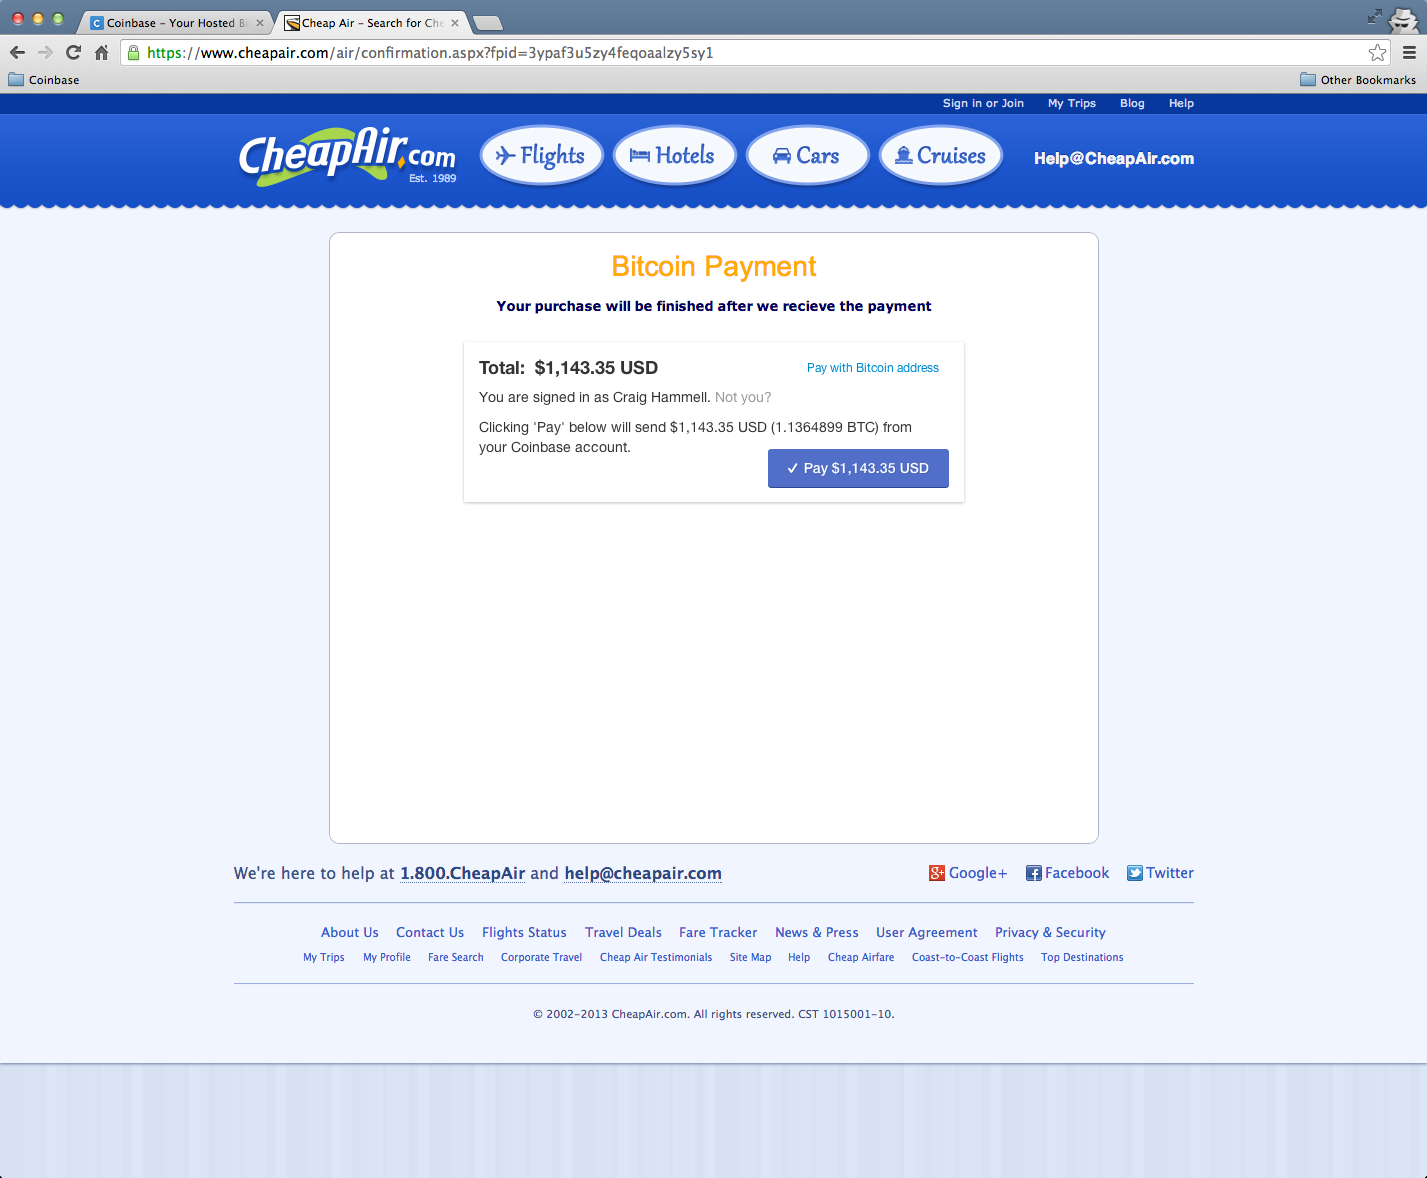 Coinbase – Your Hosted Bi
Cheap Air – Search for Che
https://www.cheapair.com/air/confirmation.aspx?fpid=3ypaf3u5zy4feqoaalzy5sy1
Coinbase
Other Bookmarks
Sign in or Join My Trips Blog Help
CheapAir.com
Est. 1989
Flights
Hotels
Cars
Cruises
Help@CheapAir.com
Bitcoin Payment
Your purchase will be finished after we recieve the payment
Total: $1,143.35 USD
Pay with Bitcoin address
You are signed in as Craig Hammell. Not you?
Clicking 'Pay' below will send $1,143.35 USD (1.1364899 BTC) from
your Coinbase account.
✓ Pay $1,143.35 USD
We're here to help at 1.800.CheapAir and help@cheapair.com
Google+ Facebook Twitter
About Us Contact Us Flights Status Travel Deals Fare Tracker News & Press User Agreement Privacy & Security
My Trips My Profile Fare Search Corporate Travel Cheap Air Testimonials Site Map Help Cheap Airfare Coast-to-Coast Flights Top Destinations
© 2002-2013 CheapAir.com. All rights reserved. CST 1015001-10.